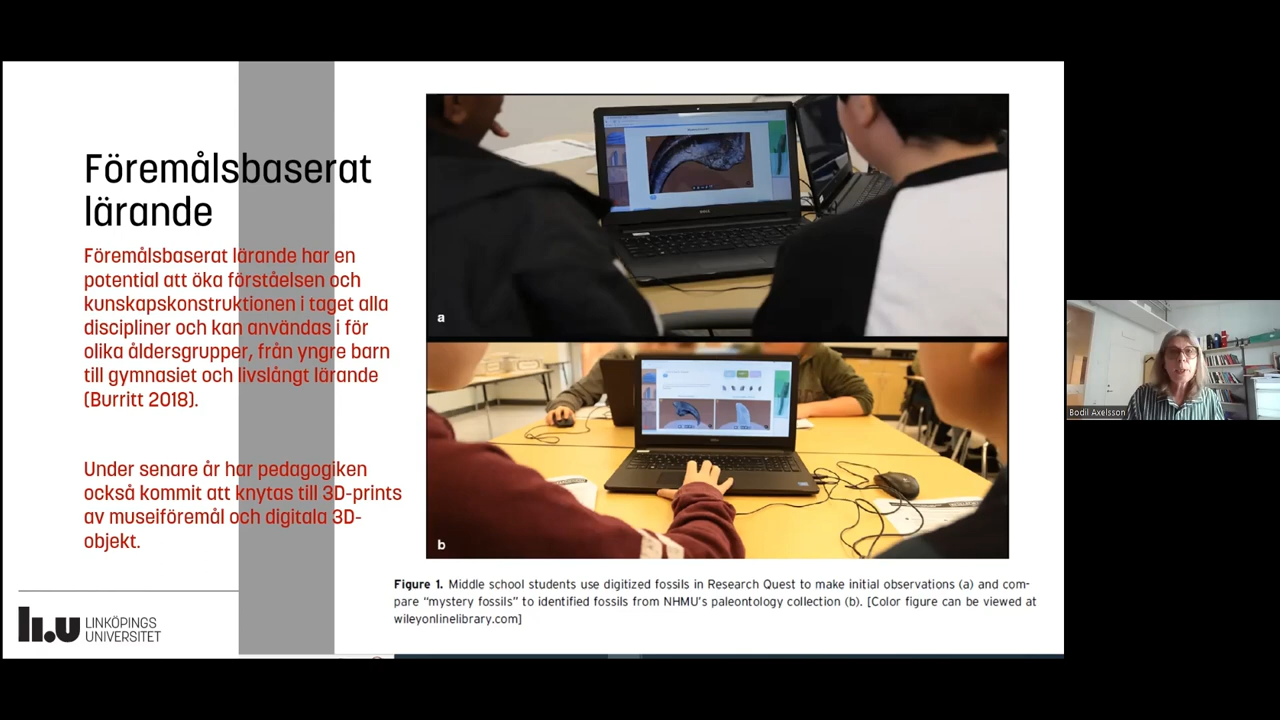 Föremålsbaserat
lärande
Föremålsbaserat lärande har en
potential att öka förståelsen och
kunskapskonstruktionen i taget alla
discipliner och kan användas i för
olika åldersgrupper, från yngre barn
till gymnasiet och livslångt lärande
(Burritt 2018).
Under senare år har pedagogiken
också kommit att knytas till 3D-prints
av museiföremål och digitala 3D-
objekt.
li.u LINKÖPINGS
UNIVERSITET
a
DELL
b
Figure 1. Middle school students use digitized fossils in Research Quest to make initial observations (a) and com-
pare “mystery fossils” to identified fossils from NHMU’s paleontology collection (b). [Color figure can be viewed at
wileyonlinelibrary.com]
Bodil Axelsson